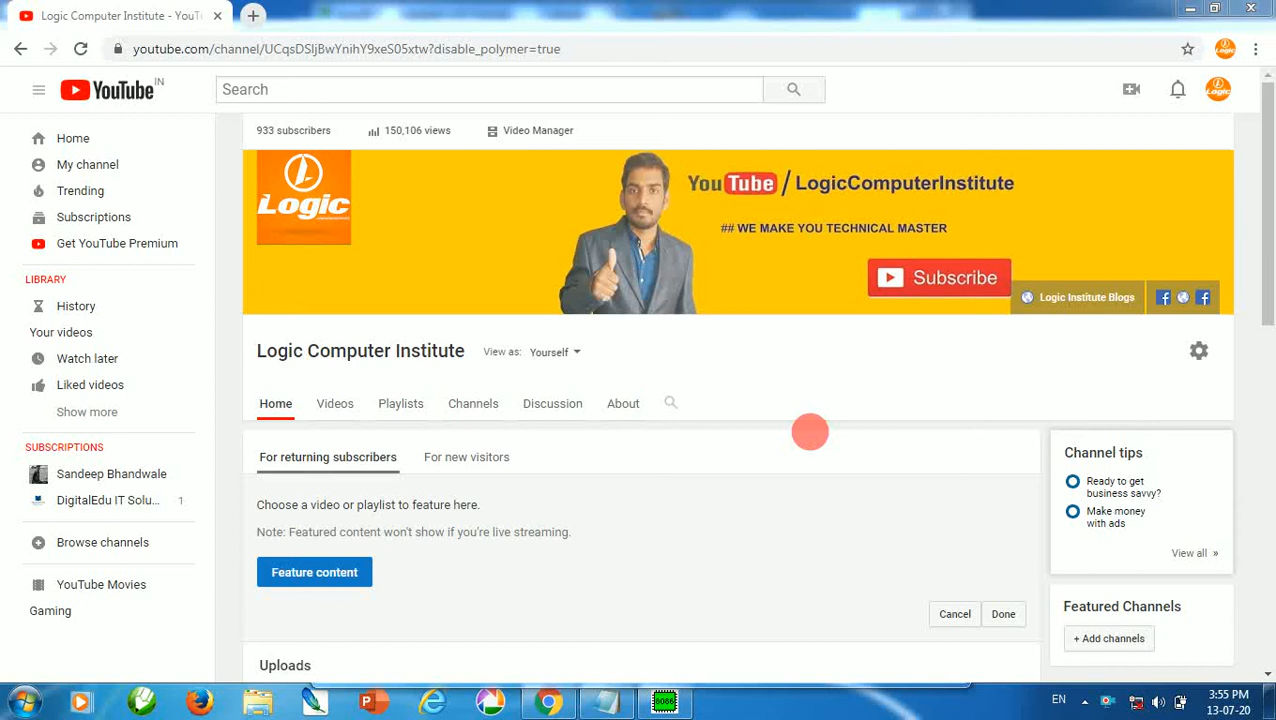 Logic Computer Institute - YouT
youtube.com/channel/UCqsDSljBwYnihY9xeS05xtw?disable_polymer=true
Logic
YouTube IN
Search
Logic
Home
My channel
Trending
Subscriptions
Get YouTube Premium
LIBRARY
History
Your videos
Watch later
Liked videos
Show more
SUBSCRIPTIONS
Sandeep Bhandwale
DigitalEdu IT Solu... 1
Browse channels
YouTube Movies
Gaming
933 subscribers 150,106 views Video Manager
Logic
YouTube / LogicComputerInstitute
## WE MAKE YOU TECHNICAL MASTER
Subscribe
Logic Institute Blogs
Logic Computer Institute View as: Yourself
Home Videos Playlists Channels Discussion About
For returning subscribers For new visitors
Choose a video or playlist to feature here.
Note: Featured content won't show if you're live streaming.
Feature content
Cancel Done
Uploads
Channel tips
Ready to get
business savvy?
Make money
with ads
View all »
Featured Channels
+ Add channels
EN
3:55 PM
13-07-20